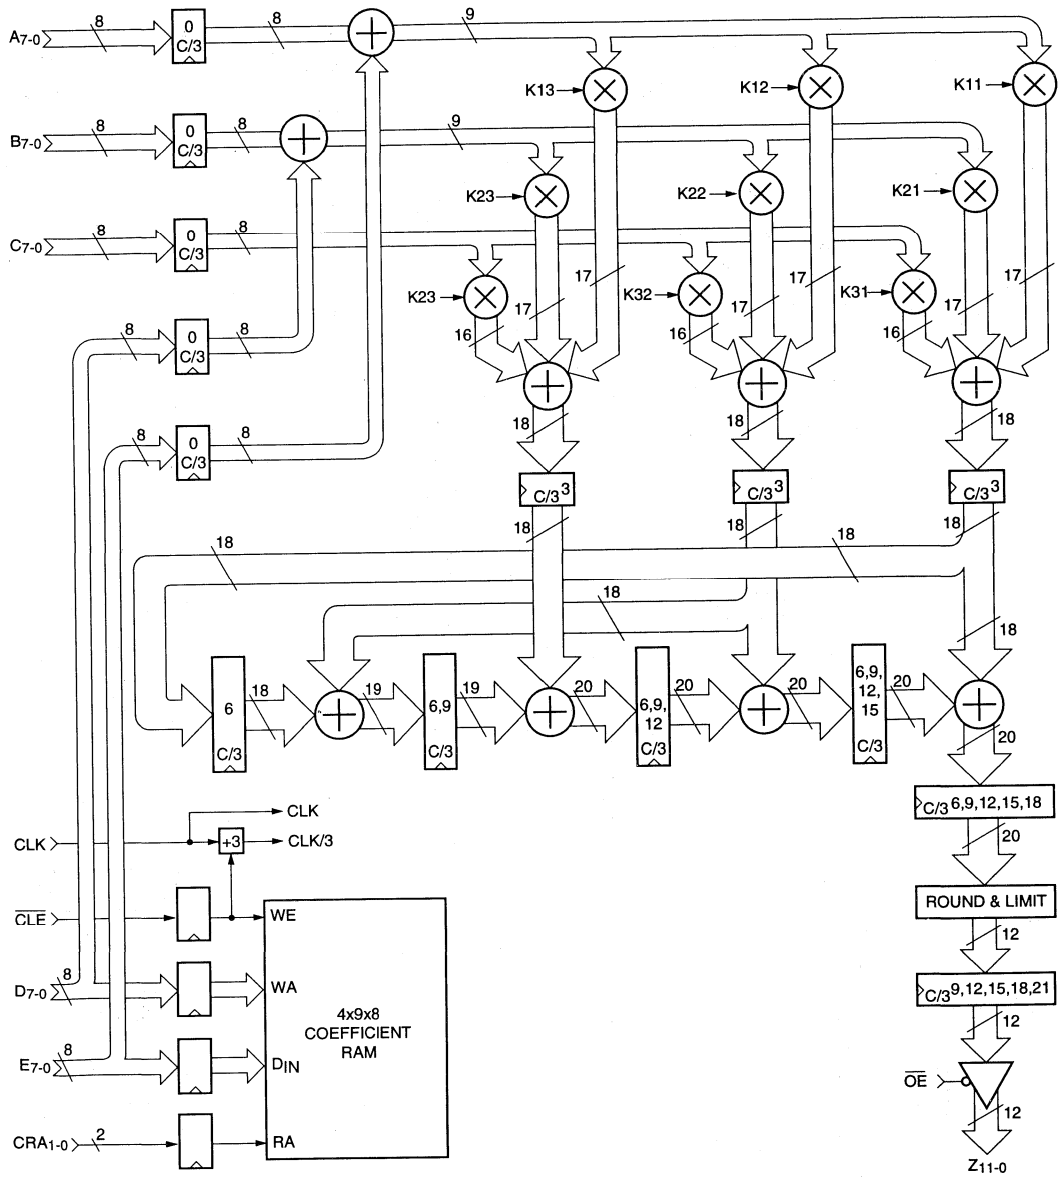 8 8 9
A7-0 0 C/3
K13 K12 K11
8 8 9
B7-0 0 C/3
K23 K22 K21
8 8
C7-0 0 C/3
17 17 17
K23 K32 K31
17 17 17
16 16 16
8 8
0 C/3
8 8
0 C/3
18 18 18
C/3 3 C/3 3 C/3 3
18 18 18
18 18
18
18
6 C/3
18
19
6,9 C/3
19
20
6,9, 12 C/3
20
20
6,9, 12, 15 C/3
20
20
CLK
CLK +3 CLK/3
C/3 6,9,12,15,18
20
CLE WE
ROUND & LIMIT
12
8
D7-0 WA
C/3 9,12,15,18,21
4x9x8
COEFFICIENT
RAM
12
8
E7-0 DIN
OE
12
CRA1-0 2 RA
Z11-0